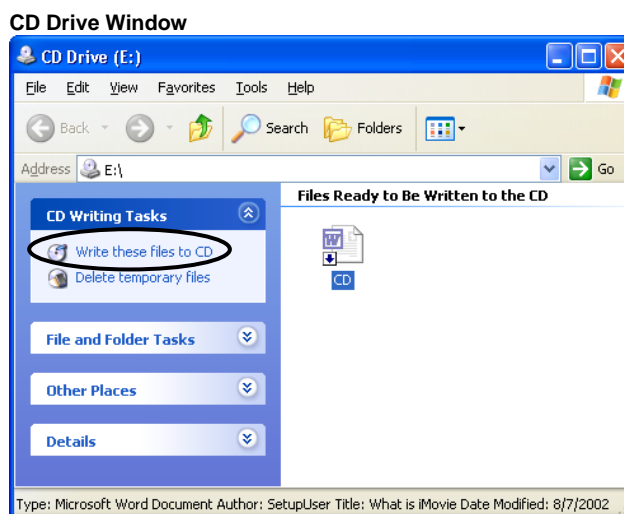 CD Drive Window
CD Drive (E:)
File Edit View Favorites Tools Help
Back Search Folders
Address E:\ Go
CD Writing Tasks
Write these files to CD
Delete temporary files
File and Folder Tasks
Other Places
Details
Files Ready to Be Written to the CD
CD
Type: Microsoft Word Document Author: SetupUser Title: What is iMovie Date Modified: 8/7/2002